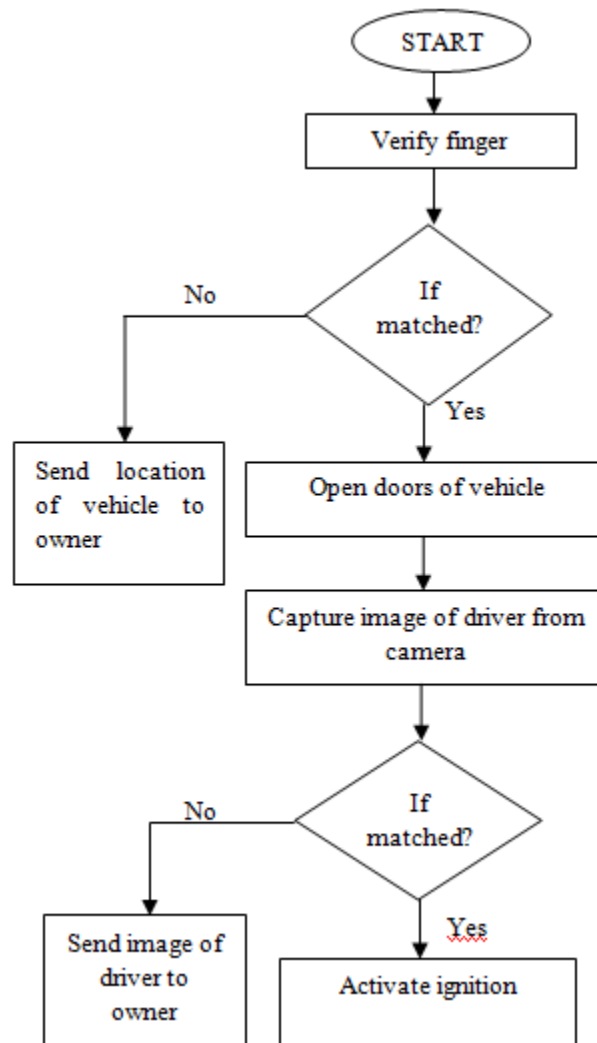 START
Verify finger
If
matched?
No
Yes
Send location
of vehicle to
owner
Open doors of vehicle
Capture image of driver from
camera
If
matched?
No
Yes
Send image of
driver to
owner
Activate ignition